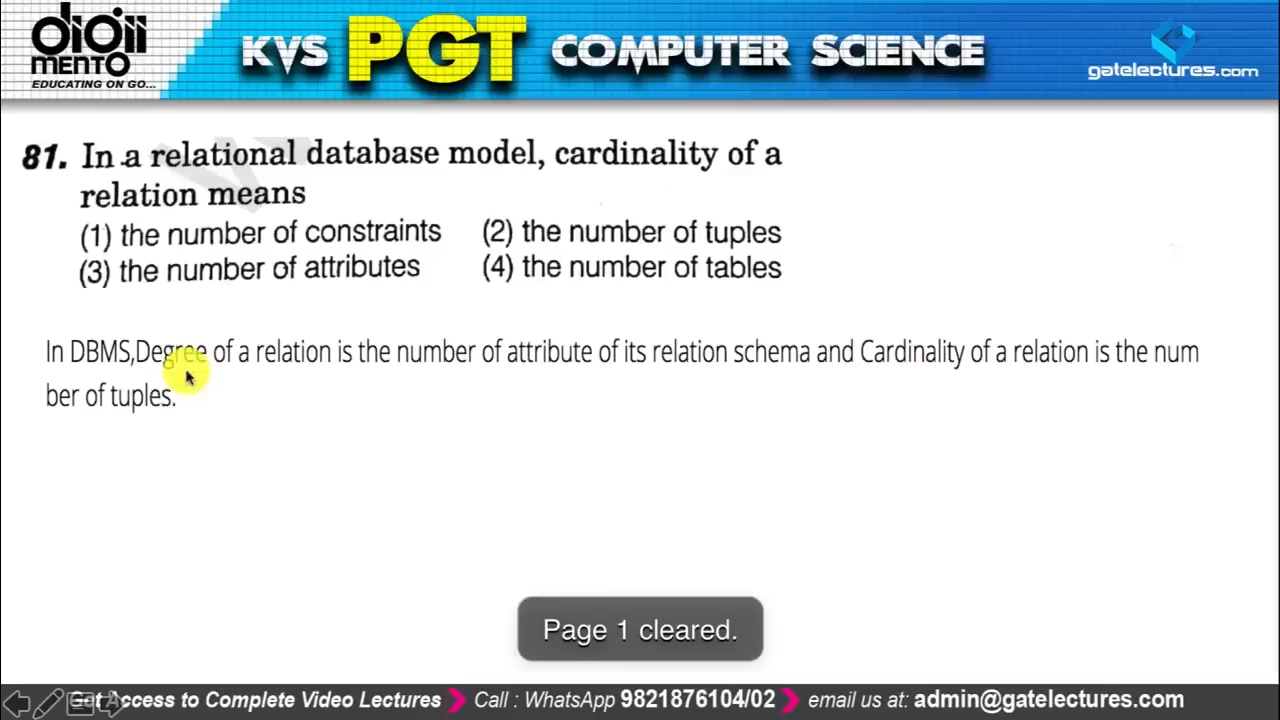 digii
MENTO
EDUCATING ON GO...
KVS PGT COMPUTER SCIENCE
gatelectures.com
81. In a relational database model, cardinality of a
relation means
(1) the number of constraints (2) the number of tuples
(3) the number of attributes (4) the number of tables
In DBMS,Degree of a relation is the number of attribute of its relation schema and Cardinality of a relation is the num
ber of tuples.
Page 1 cleared.
Get Access to Complete Video Lectures Call : WhatsApp 9821876104/02 email us at: admin@gatelectures.com